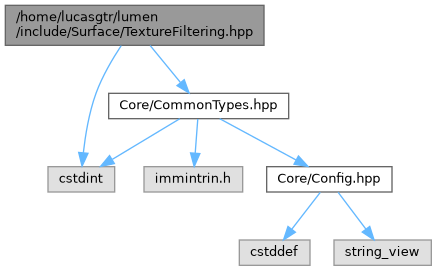 /home/lucasgtr/lumen
/include/Surface/TextureFiltering.hpp
Core/CommonTypes.hpp
cstdint
immintrin.h
Core/Config.hpp
cstddef
string_view